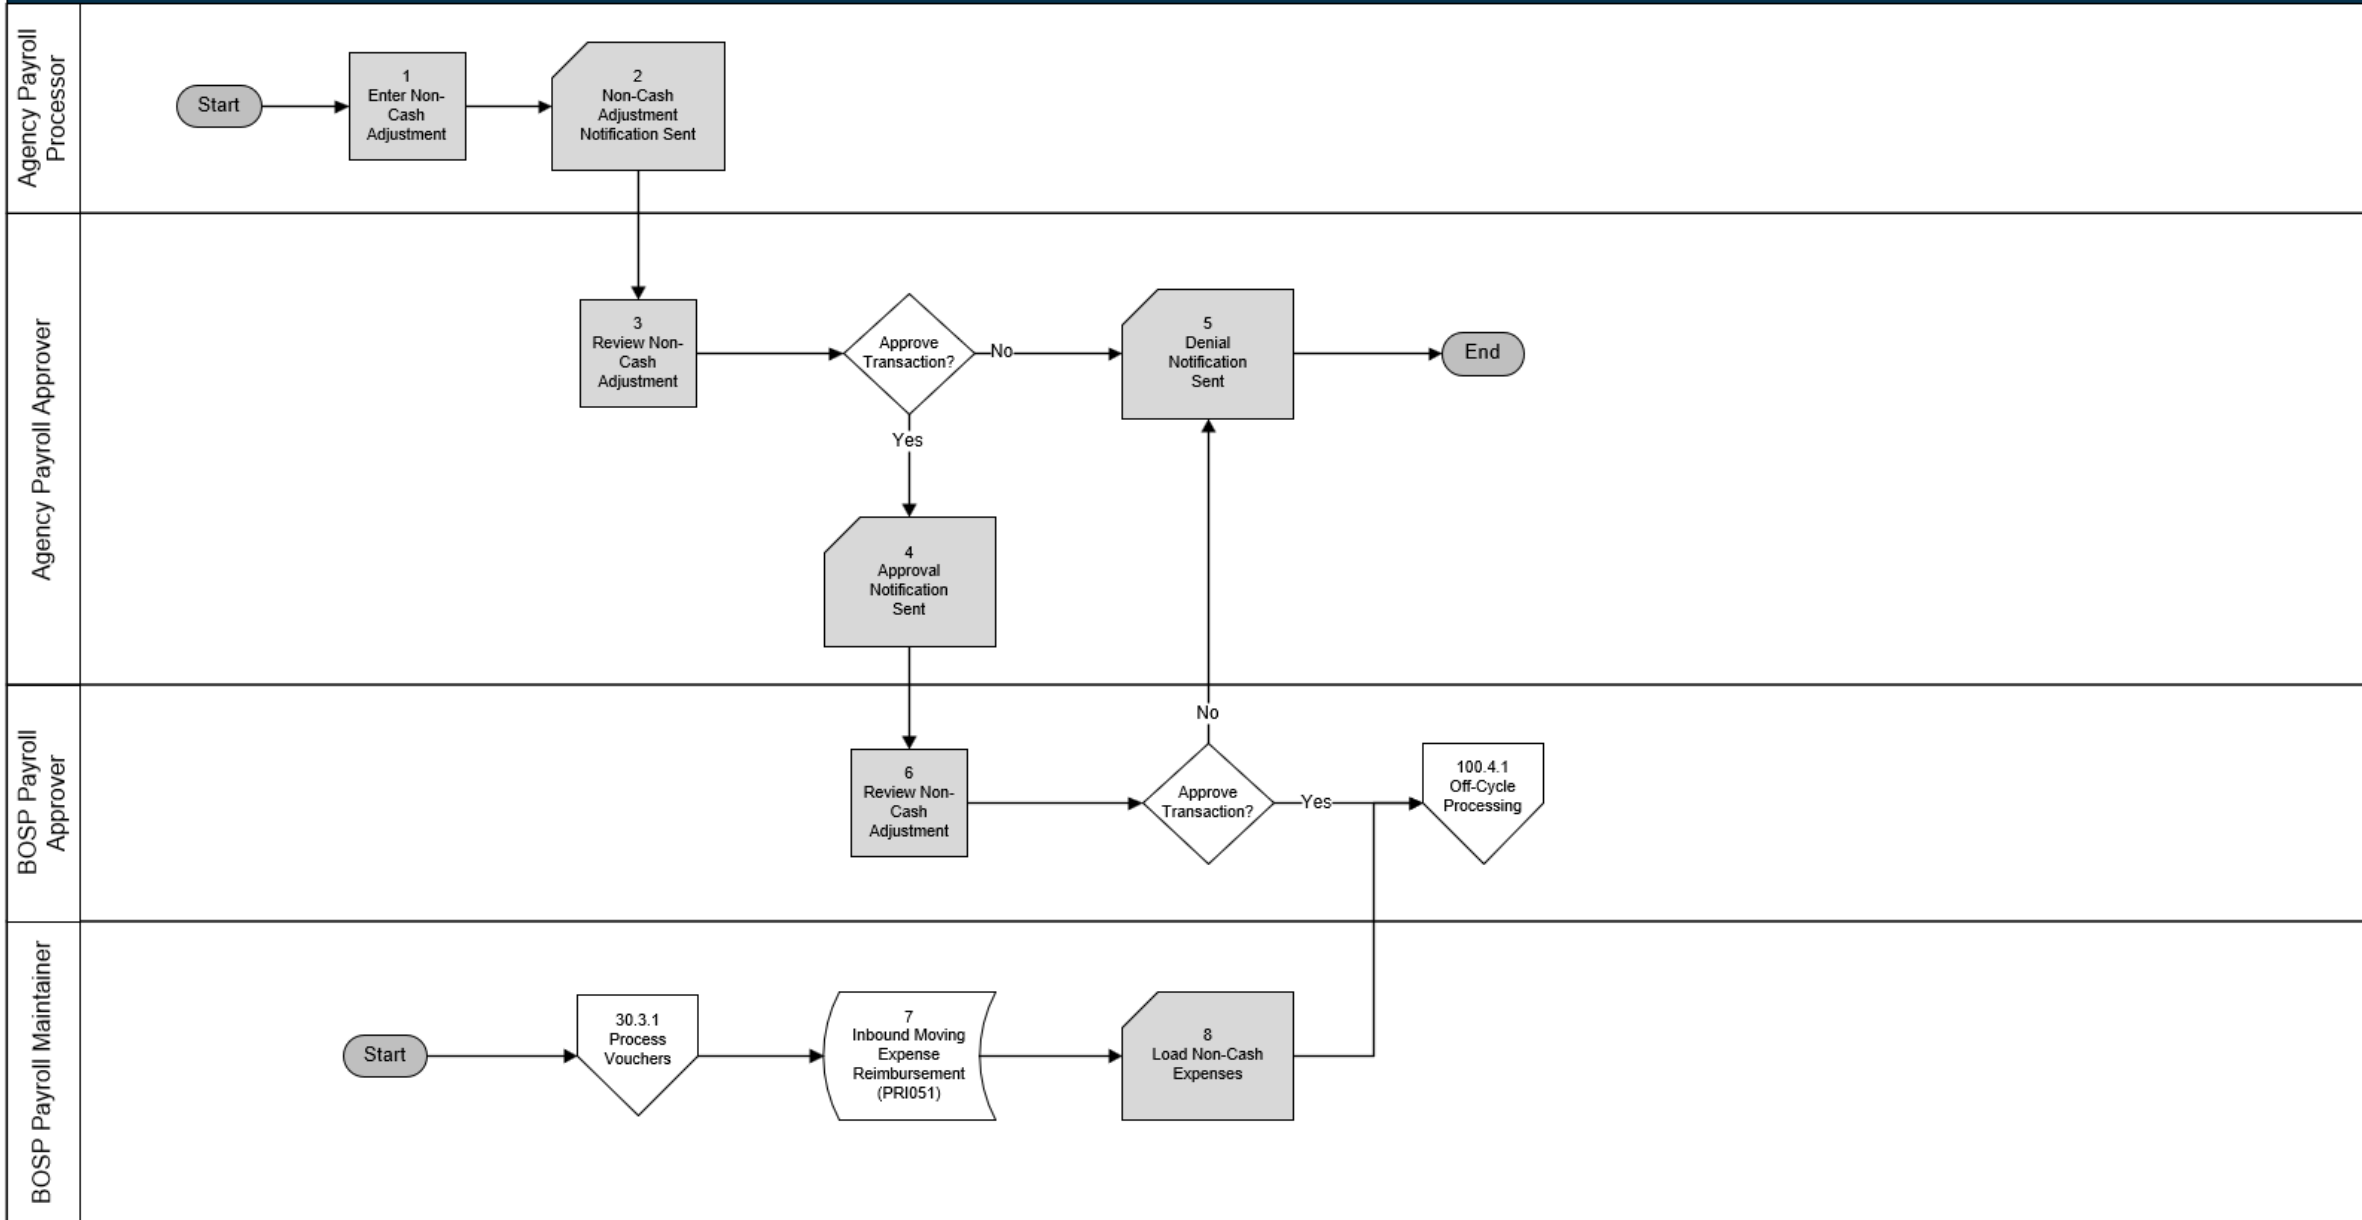 Agency Payroll
Processor
Start
1
Enter Non-
Cash
Adjustment
2
Non-Cash
Adjustment
Notification Sent
Agency Payroll Approver
3
Review Non-
Cash
Adjustment
Approve
Transaction?
No
5
Denial
Notification
Sent
End
Yes
4
Approval
Notification
Sent
BOSP Payroll
Approver
6
Review Non-
Cash
Adjustment
Approve
Transaction?
No
Yes
100.4.1
Off-Cycle
Processing
BOSP Payroll Maintainer
Start
30.3.1
Process
Vouchers
7
Inbound Moving
Expense
Reimbursement
(PRI051)
8
Load Non-Cash
Expenses